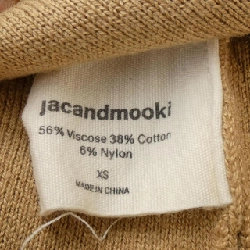 jacandmooki
56% Viscose 38% Cotton
6% Nylon
XS
MADE IN CHINA